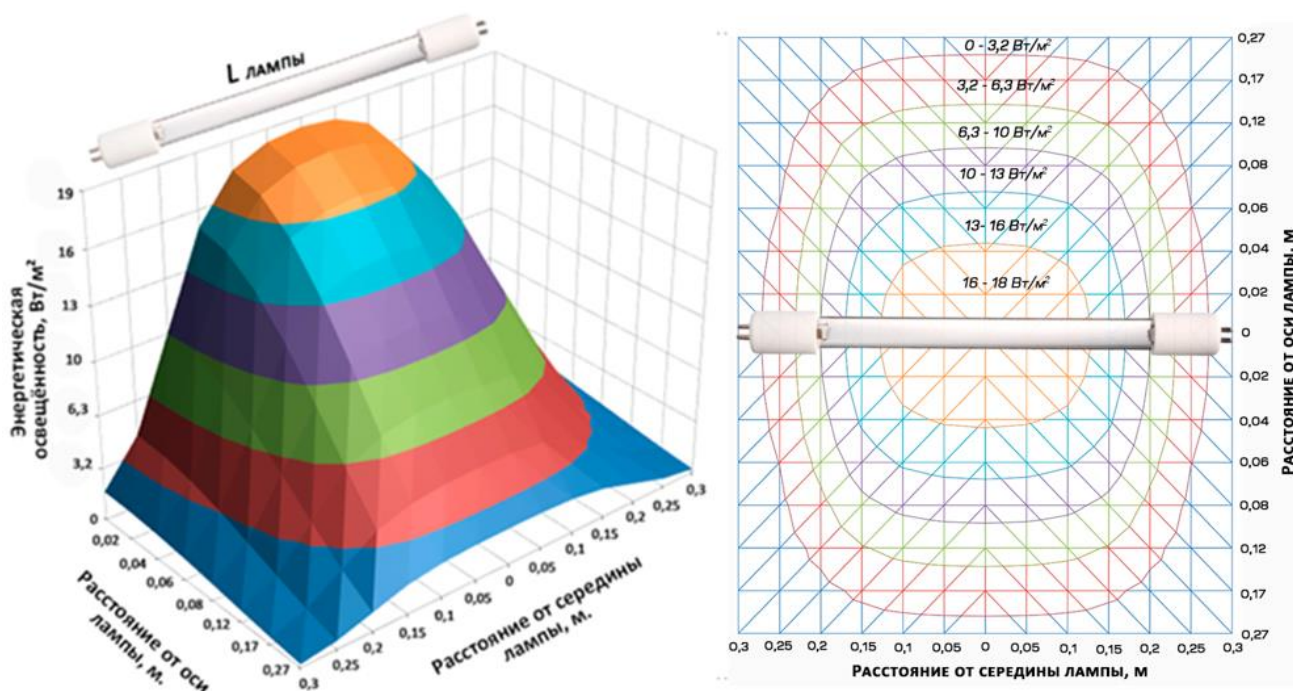 L лампы
Энергетическая
освещённость, Вт/м²
19
16
13
10
6,3
3,2
0
0,02
0,04
0,06
0,08
0,12
0,17
0,27
Расстояние от оси
лампы, м.
0,3
0,25
0,2
0,15
0,1
0,05
0
0,05
0,1
0,15
0,2
0,25
0,3
Расстояние от середины
лампы, м.
0 - 3,2 Вт/м²
3,2 - 6,3 Вт/м²
6,3 - 10 Вт/м²
10 - 13 Вт/м²
13- 16 Вт/м²
16 - 18 Вт/м²
0,27
0,17
0,12
0,08
0,06
0,04
0,02
0
0,02
0,04
0,06
0,08
0,12
0,17
0,27
Расстояние от оси лампы, м
0,3 0,25 0,2 0,15 0,1 0,05 0 0,05 0,1 0,15 0,2 0,25 0,3
Расстояние от середины лампы, м